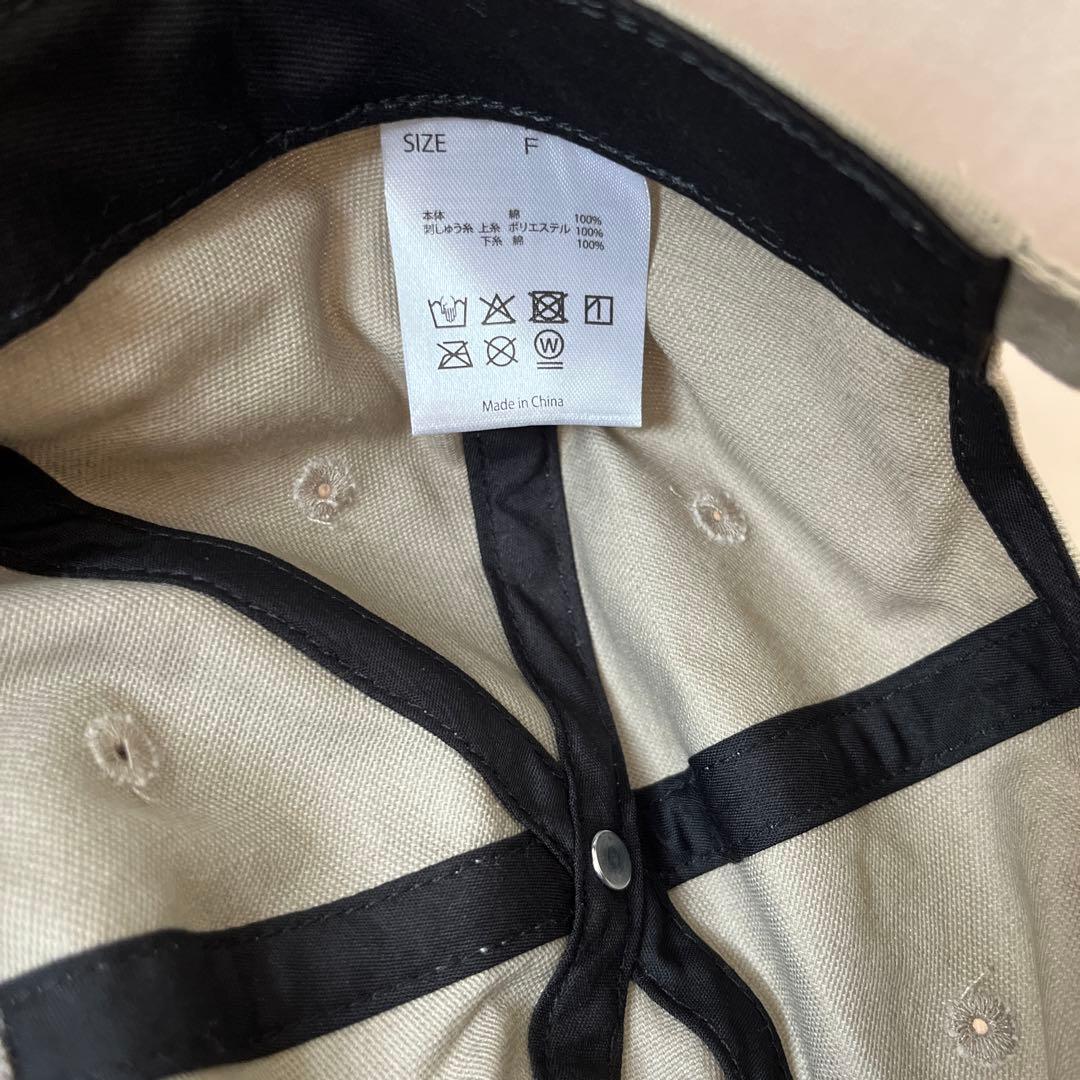 SIZE F
本体 綿 100%
刺しゅう糸 上糸 ポリエステル 100%
下糸 綿 100%
W
Made in China